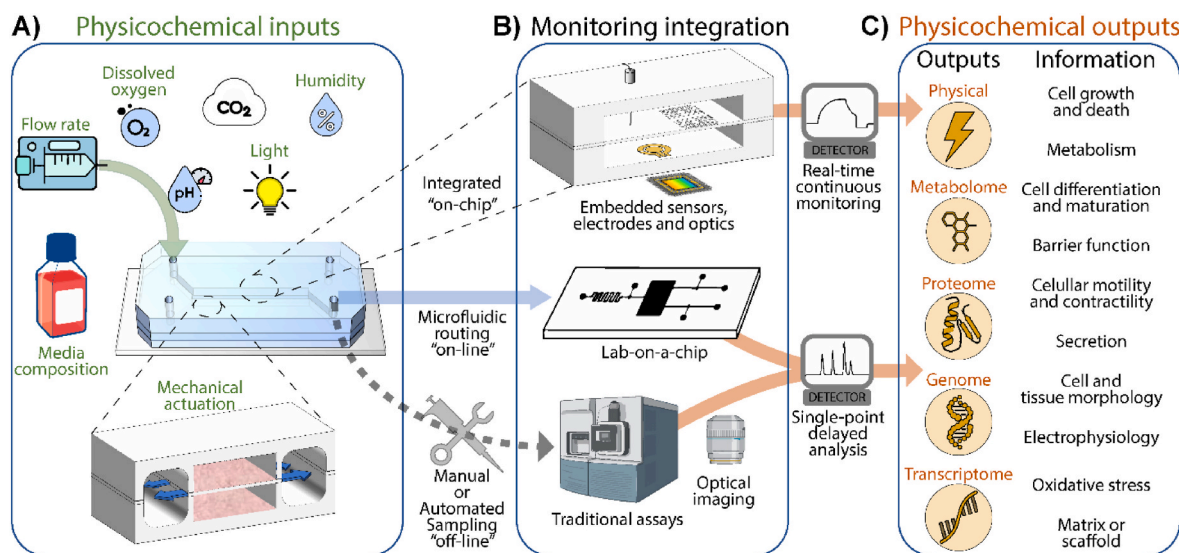 A) Physicochemical inputs
Dissolved
oxygen
O₂
CO₂
Humidity
%
Flow rate
pH
Light
Media
composition
Mechanical
actuation
Integrated
“on-chip”
Microfluidic
routing
“on-line”
Manual
or
Automated
Sampling
“off-line”
B) Monitoring integration
Embedded sensors,
electrodes and optics
Lab-on-a-chip
Traditional assays
Optical
imaging
DETECTOR
Real-time
continuous
monitoring
DETECTOR
Single-point
delayed
analysis
C) Physicochemical outputs
Outputs
Physical
Metabolome
Proteome
Genome
Transcriptome
Information
Cell growth
and death
Metabolism
Cell differentiation
and maturation
Barrier function
Celullar motility
and contractility
Secretion
Cell and
tissue morphology
Electrophysiology
Oxidative stress
Matrix or
scaffold